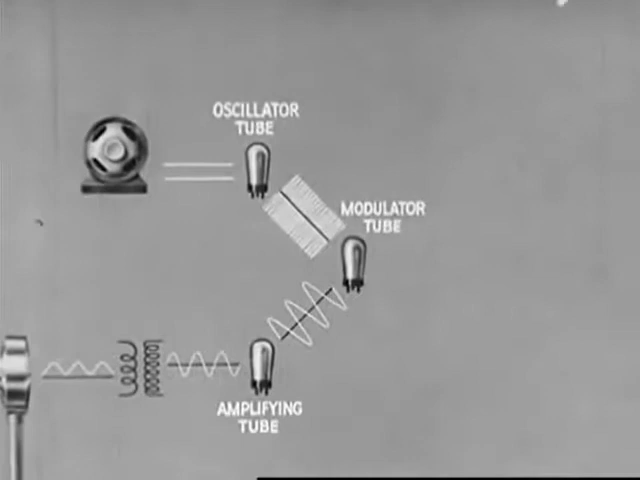 OSCILLATOR
TUBE
MODULATOR
TUBE
AMPLIFYING
TUBE